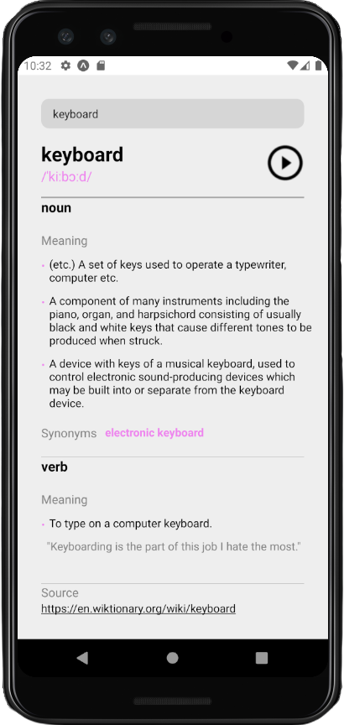 10:32
keyboard
keyboard
/ˈkiːbɔːd/
noun
Meaning
(etc.) A set of keys used to operate a typewriter,
computer etc.
A component of many instruments including the
piano, organ, and harpsichord consisting of usually
black and white keys that cause different tones to be
produced when struck.
A device with keys of a musical keyboard, used to
control electronic sound-producing devices which
may be built into or separate from the keyboard
device.
Synonyms electronic keyboard
verb
Meaning
To type on a computer keyboard.
"Keyboarding is the part of this job I hate the most."
Source
https://en.wiktionary.org/wiki/keyboard